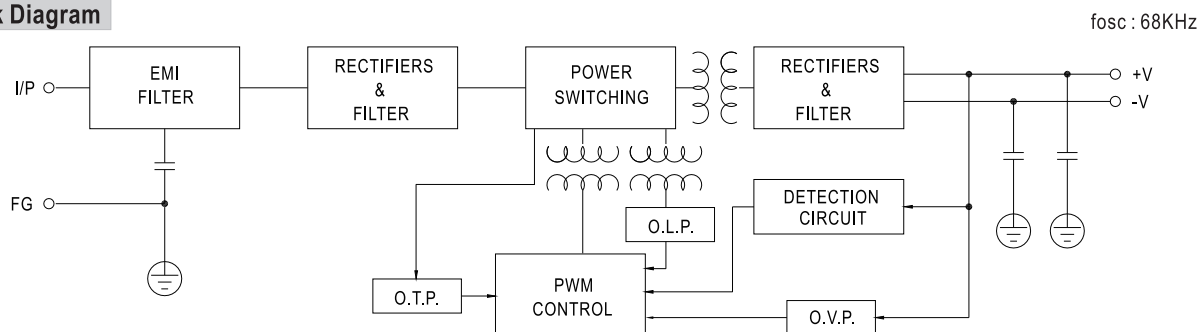 Diagram
fosc : 68KHz
I/P
EMI
FILTER
RECTIFIERS
&
FILTER
POWER
SWITCHING
RECTIFIERS
&
FILTER
+V
-V
FG
DETECTION
CIRCUIT
O.L.P.
O.T.P.
PWM
CONTROL
O.V.P.